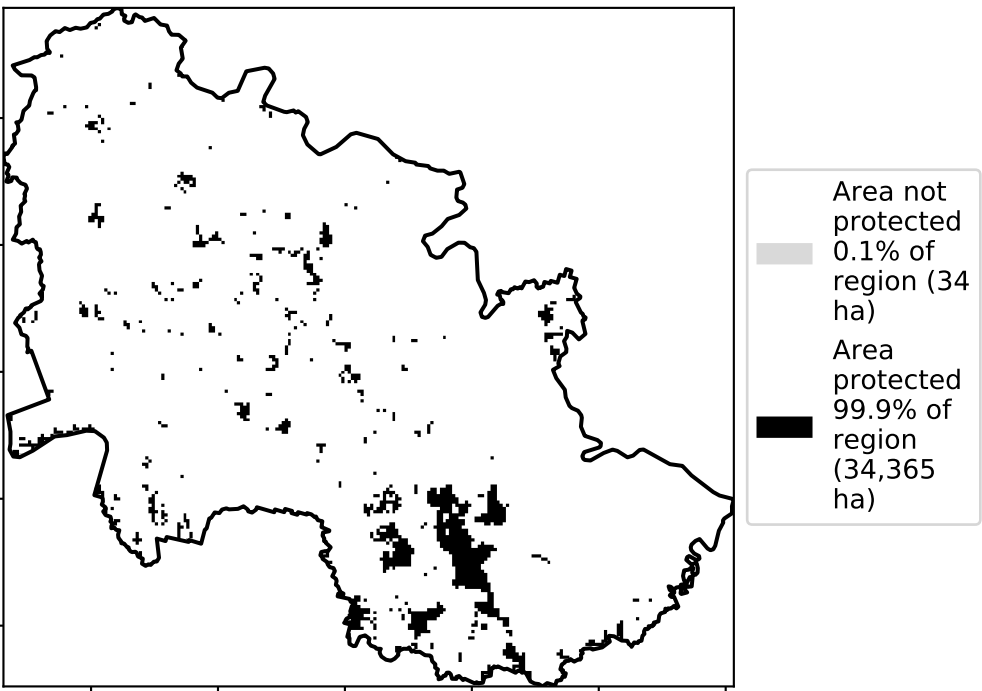 Area not
protected
0.1% of
region (34
ha)
Area
protected
99.9% of
region
(34,365
ha)